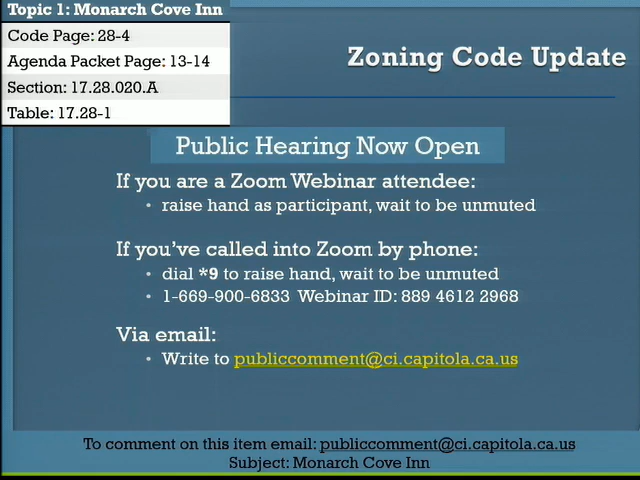 Topic 1: Monarch Cove Inn
Code Page: 28-4
Agenda Packet Page: 13-14
Section: 17.28.020.A
Table: 17.28-1
Zoning Code Update
Public Hearing Now Open
If you are a Zoom Webinar attendee:
• raise hand as participant, wait to be unmuted
If you've called into Zoom by phone:
• dial *9 to raise hand, wait to be unmuted
• 1-669-900-6833 Webinar ID: 889 4612 2968
Via email:
• Write to publiccomment@ci.capitola.ca.us
To comment on this item email: publiccomment@ci.capitola.ca.us
Subject: Monarch Cove Inn